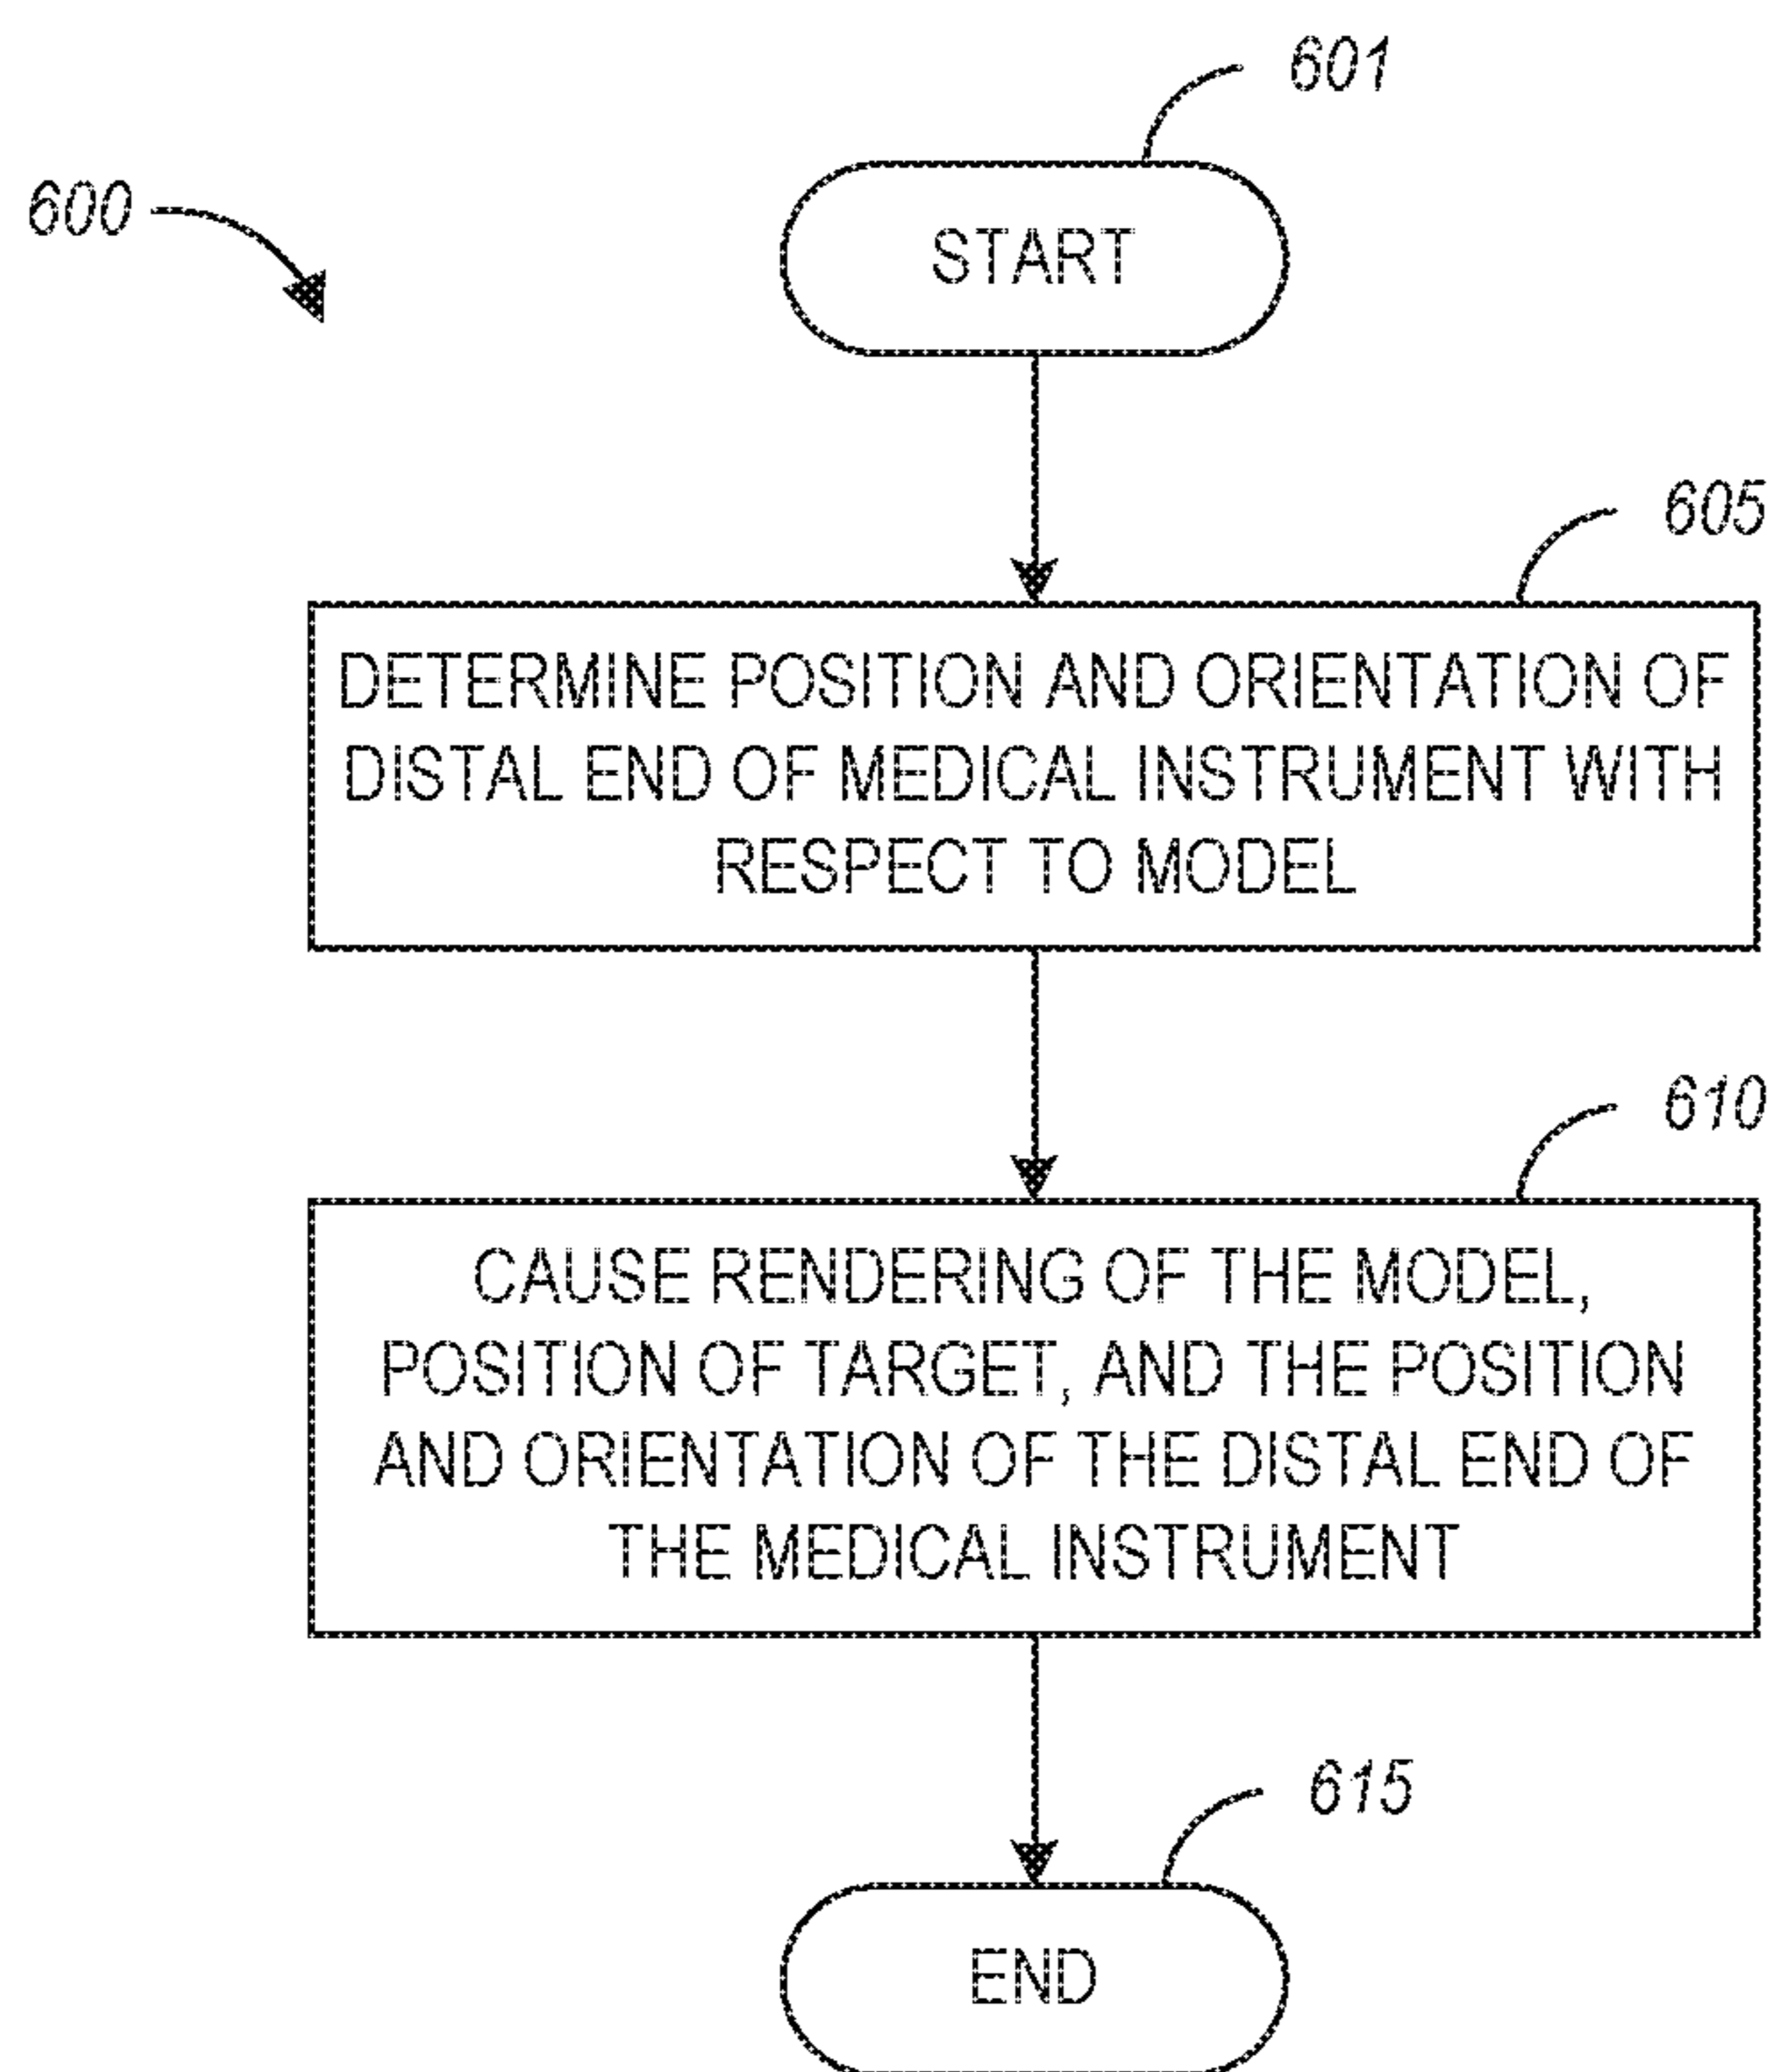 601
600
START
605
DETERMINE POSITION AND ORIENTATION OF
DISTAL END OF MEDICAL INSTRUMENT WITH
RESPECT TO MODEL
610
CAUSE RENDERING OF THE MODEL,
POSITION OF TARGET, AND THE POSITION
AND ORIENTATION OF THE DISTAL END OF
THE MEDICAL INSTRUMENT
615
END